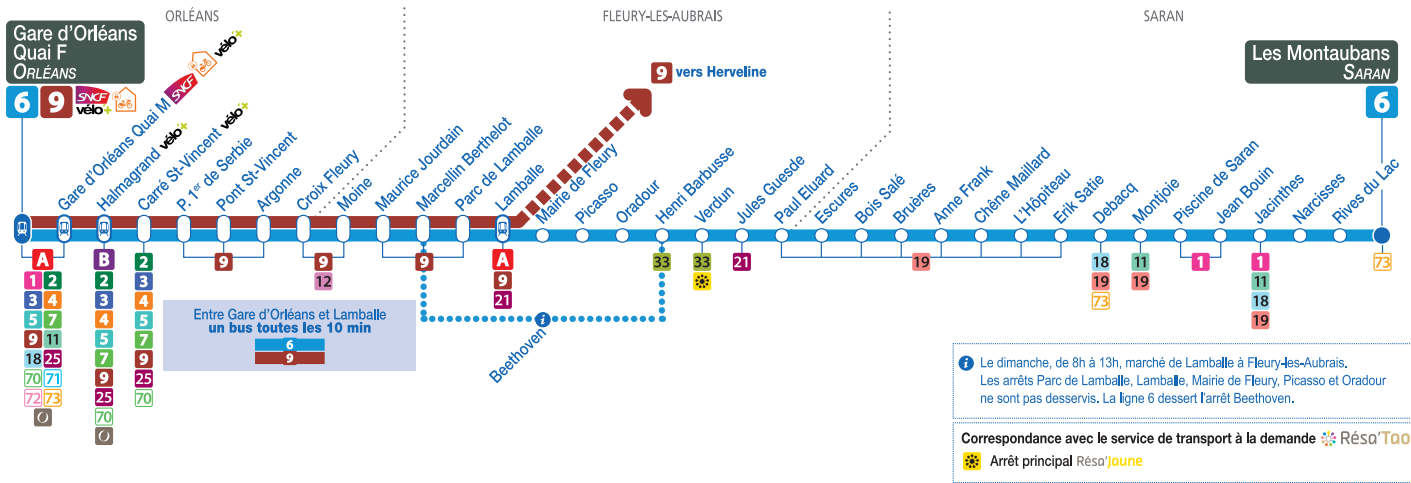 ORLÉANS
FLEURY-LES-AUBRAIS
SARAN
Gare d'Orléans
Quai F
ORLÉANS
6 9 SNCF vélo+
9 vers Herveline
Les Montaubans
SARAN
6
Gare d'Orléans Quai M SNCF vélo+
Halmagrand vélo+
Carré St-Vincent vélo+
P. 1er de Serbie
Pont St-Vincent
Argonne
Croix Fleury
Moine
Maurice Jourdain
Marcellin Berthelot
Parc de Lamballe
Lamballe
Mairie de Fleury
Picasso
Oradour
Henri Barbusse
Verdun
Jules Guesde
Paul Eluard
Escures
Bois Salé
Bruères
Anne Frank
Chêne Maillard
L'Hôpiteau
Erik Satie
Debacq
Montjoie
Piscine de Saran
Jean Bouin
Jacinthes
Narcisses
Rives du Lac
A
1 2
3 4
5 7
9 11
18 25
70 71
72 73
O
B
2
3
4
5
7
9
25
70
O
2
3
4
5
7
9
25
70
9
9
12
9
A
9
21
33
33
21
19
18
19
73
11
19
1
1
11
18
19
73
Entre Gare d'Orléans et Lamballe
un bus toutes les 10 min
6
9
Beethoven
i
i Le dimanche, de 8h à 13h, marché de Lamballe à Fleury-les-Aubrais.
Les arrêts Parc de Lamballe, Lamballe, Mairie de Fleury, Picasso et Oradour
ne sont pas desservis. La ligne 6 dessert l'arrêt Beethoven.
Correspondance avec le service de transport à la demande Résa'Tao
Arrêt principal Résa'Jaune